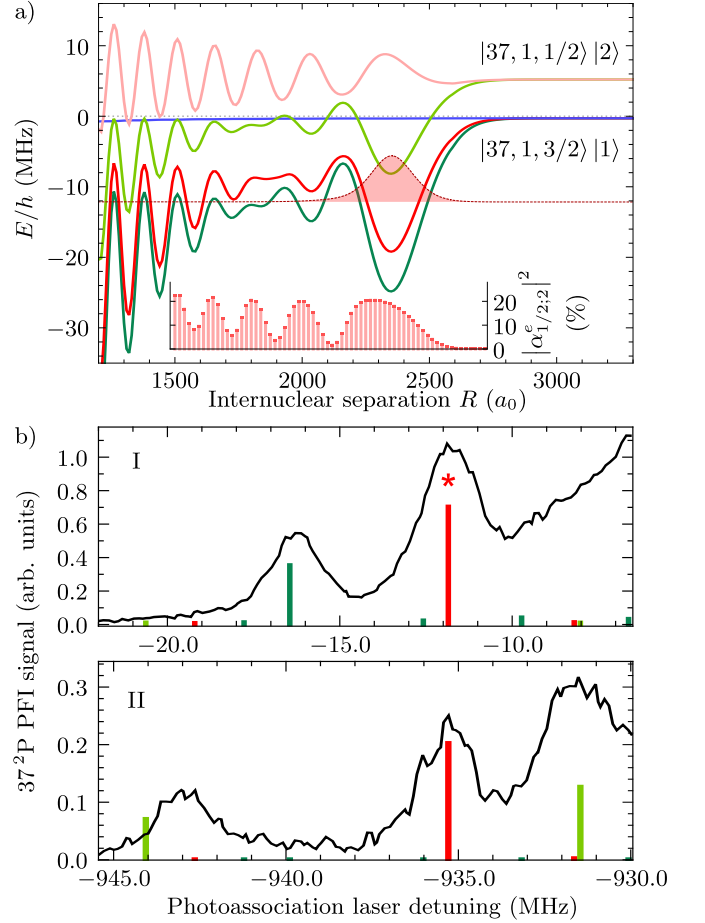 a)
10
0
−10
−20
−30
E/h (MHz)
|37, 1, 1/2⟩ |2⟩
|37, 1, 3/2⟩ |1⟩
20
10
0
|α^e_{1/2;2}|^2
(%)
1500 2000 2500 3000
Internuclear separation R (a_0)
b)
I
*
1.0
0.8
0.6
0.4
0.2
0.0
−20.0 −15.0 −10.0
37 ²P PFI signal (arb. units)
II
0.3
0.2
0.1
0.0
−945.0 −940.0 −935.0 −930.0
Photoassociation laser detuning (MHz)